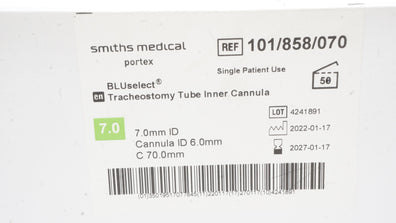 smiths medical
portex
REF 101/858/070
Single Patient Use
50
BLUselect®
en Tracheostomy Tube Inner Cannula
LOT 4241891
2022-01-17
2027-01-17
7.0
7.0mm ID
Cannula ID 6.0mm
C 70.0mm